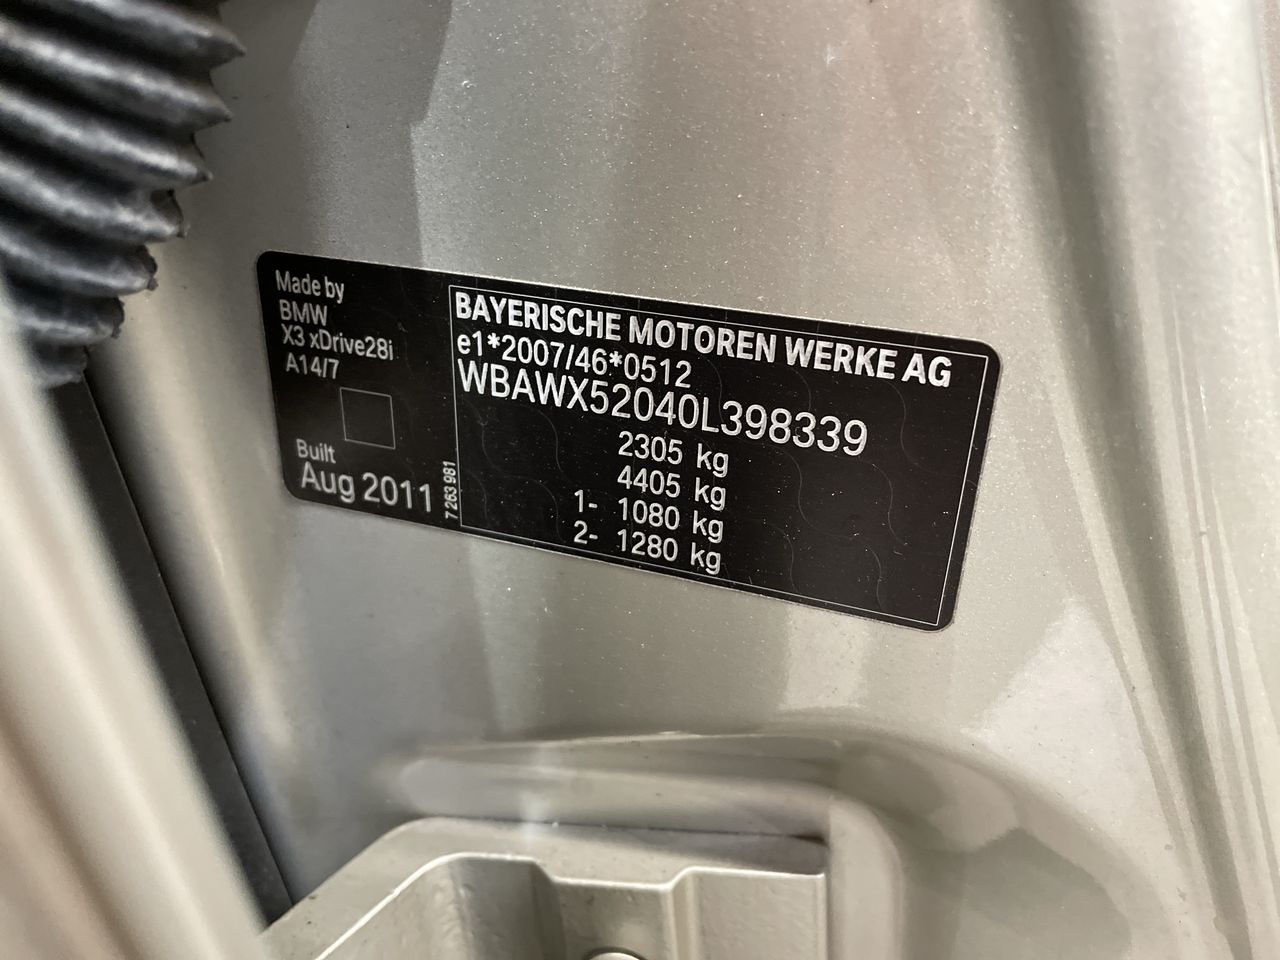 Made by
BMW
X3 xDrive28i
A14/7
Built
Aug 2011
7 263 981
BAYERISCHE MOTOREN WERKE AG
e1*2007/46*0512
WBAWX52040L398339
2305 kg
4405 kg
1- 1080 kg
2- 1280 kg